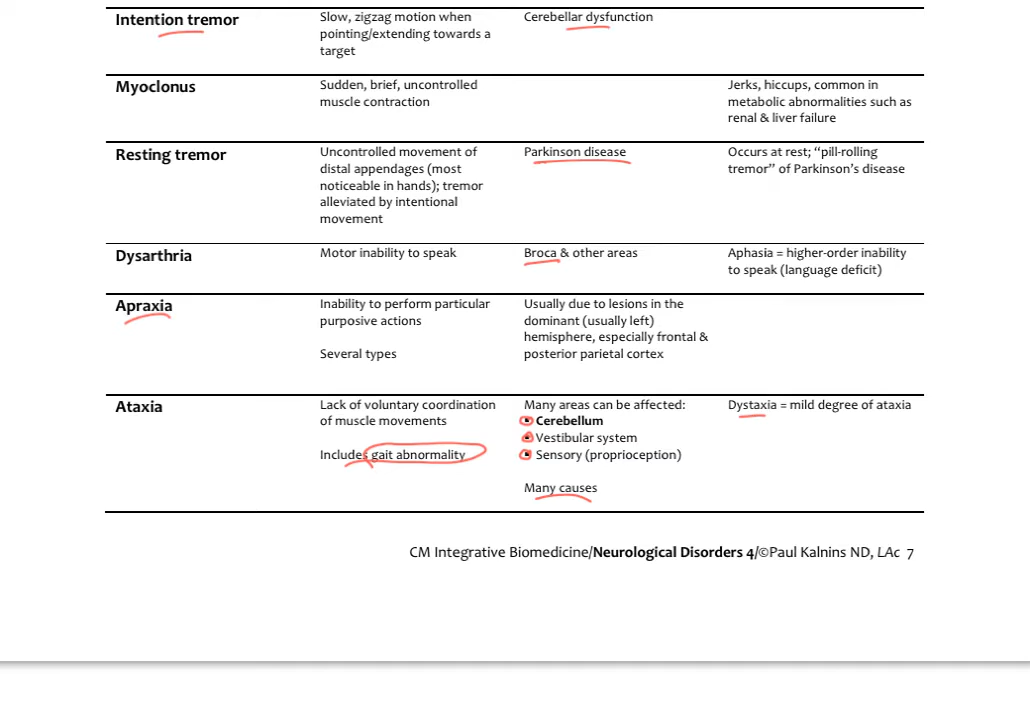 Intention tremor
Slow, zigzag motion when
pointing/extending towards a
target
Cerebellar dysfunction
Myoclonus
Sudden, brief, uncontrolled
muscle contraction
Jerks, hiccups, common in
metabolic abnormalities such as
renal & liver failure
Resting tremor
Uncontrolled movement of
distal appendages (most
noticeable in hands); tremor
alleviated by intentional
movement
Parkinson disease
Occurs at rest; “pill-rolling
tremor” of Parkinson’s disease
Dysarthria
Motor inability to speak
Broca & other areas
Aphasia = higher-order inability
to speak (language deficit)
Apraxia
Inability to perform particular
purposive actions
Several types
Usually due to lesions in the
dominant (usually left)
hemisphere, especially frontal &
posterior parietal cortex
Ataxia
Lack of voluntary coordination
of muscle movements
Includes gait abnormality
Many areas can be affected:
Cerebellum
Vestibular system
Sensory (proprioception)
Many causes
Dystaxia = mild degree of ataxia
CM Integrative Biomedicine/Neurological Disorders 4/©Paul Kalnins ND, LAc 7